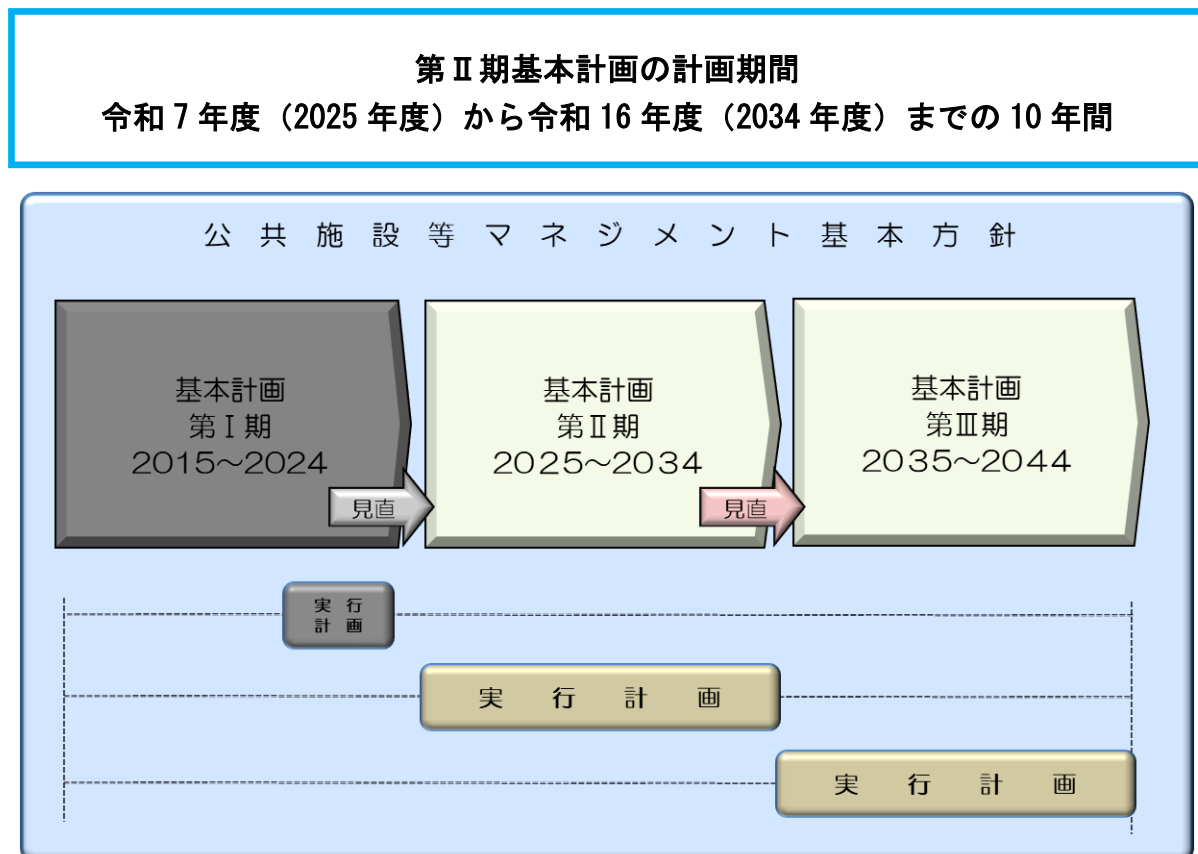 第Ⅱ期基本計画の計画期間
令和7年度（2025年度）から令和16年度（2034年度）までの10年間
公共施設等マネジメント基本方針
基本計画
第Ⅰ期
2015～2024
見直
基本計画
第Ⅱ期
2025～2034
見直
基本計画
第Ⅲ期
2035～2044
実行
計画
実行計画
実行計画